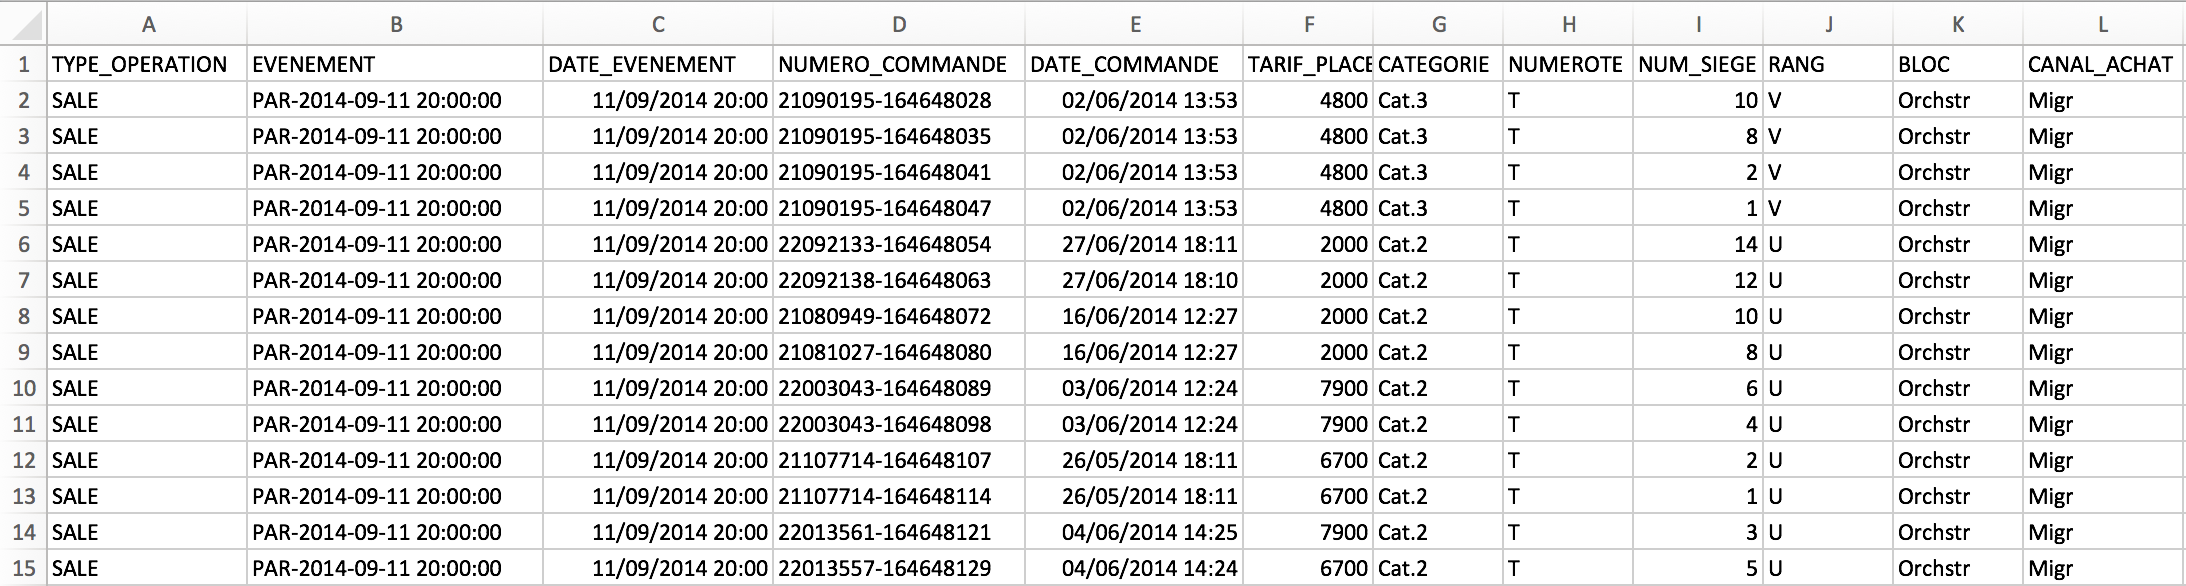 A B C D E F G H I J K L
1 TYPE_OPERATION EVENEMENT DATE_EVENEMENT NUMERO_COMMANDE DATE_COMMANDE TARIF_PLACE CATEGORIE NUMEROTE NUM_SIEGE RANG BLOC CANAL_ACHAT
2 SALE PAR-2014-09-11 20:00:00 11/09/2014 20:00 21090195-164648028 02/06/2014 13:53 4800 Cat.3 T 10 V Orchstr Migr
3 SALE PAR-2014-09-11 20:00:00 11/09/2014 20:00 21090195-164648035 02/06/2014 13:53 4800 Cat.3 T 8 V Orchstr Migr
4 SALE PAR-2014-09-11 20:00:00 11/09/2014 20:00 21090195-164648041 02/06/2014 13:53 4800 Cat.3 T 2 V Orchstr Migr
5 SALE PAR-2014-09-11 20:00:00 11/09/2014 20:00 21090195-164648047 02/06/2014 13:53 4800 Cat.3 T 1 V Orchstr Migr
6 SALE PAR-2014-09-11 20:00:00 11/09/2014 20:00 22092133-164648054 27/06/2014 18:11 2000 Cat.2 T 14 U Orchstr Migr
7 SALE PAR-2014-09-11 20:00:00 11/09/2014 20:00 22092138-164648063 27/06/2014 18:10 2000 Cat.2 T 12 U Orchstr Migr
8 SALE PAR-2014-09-11 20:00:00 11/09/2014 20:00 21080949-164648072 16/06/2014 12:27 2000 Cat.2 T 10 U Orchstr Migr
9 SALE PAR-2014-09-11 20:00:00 11/09/2014 20:00 21081027-164648080 16/06/2014 12:27 2000 Cat.2 T 8 U Orchstr Migr
10 SALE PAR-2014-09-11 20:00:00 11/09/2014 20:00 22003043-164648089 03/06/2014 12:24 7900 Cat.2 T 6 U Orchstr Migr
11 SALE PAR-2014-09-11 20:00:00 11/09/2014 20:00 22003043-164648098 03/06/2014 12:24 7900 Cat.2 T 4 U Orchstr Migr
12 SALE PAR-2014-09-11 20:00:00 11/09/2014 20:00 21107714-164648107 26/05/2014 18:11 6700 Cat.2 T 2 U Orchstr Migr
13 SALE PAR-2014-09-11 20:00:00 11/09/2014 20:00 21107714-164648114 26/05/2014 18:11 6700 Cat.2 T 1 U Orchstr Migr
14 SALE PAR-2014-09-11 20:00:00 11/09/2014 20:00 22013561-164648121 04/06/2014 14:25 7900 Cat.2 T 3 U Orchstr Migr
15 SALE PAR-2014-09-11 20:00:00 11/09/2014 20:00 22013557-164648129 04/06/2014 14:24 6700 Cat.2 T 5 U Orchstr Migr